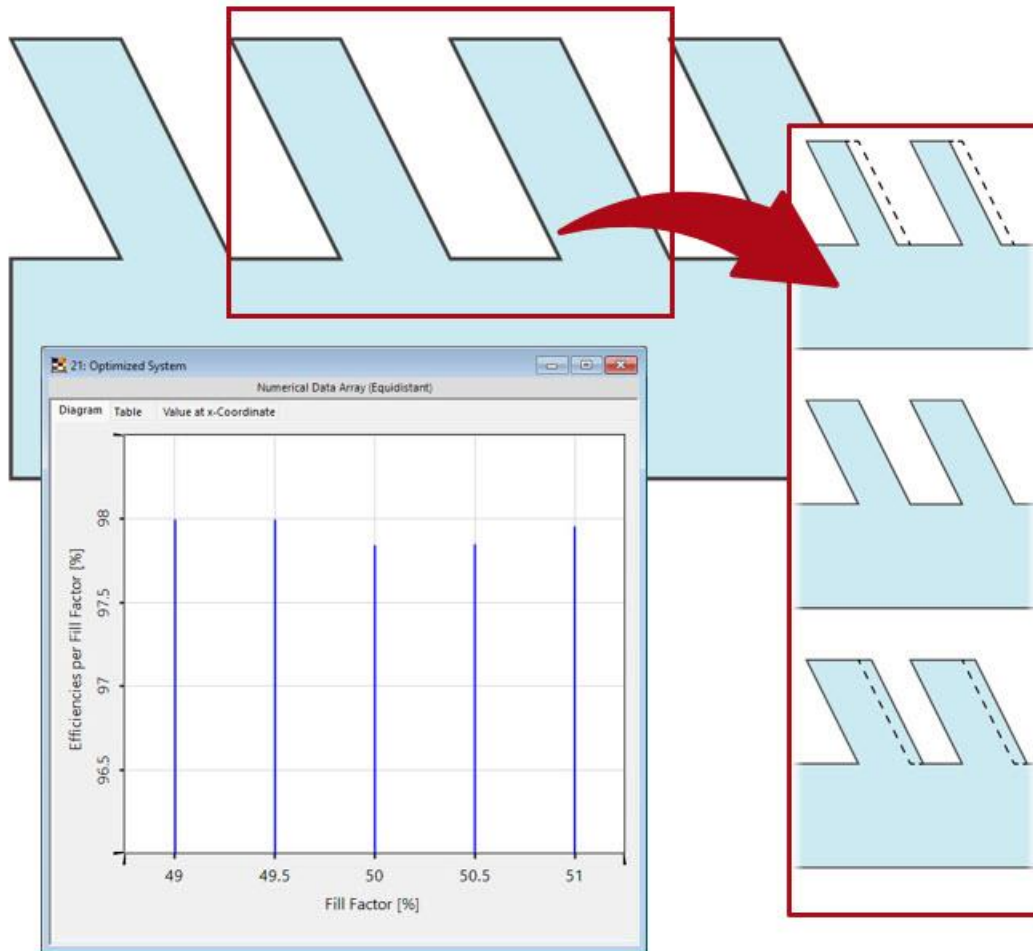 21: Optimized System
Numerical Data Array (Equidistant)
Diagram Table Value at x-Coordinate
Efficiencies per Fill Factor [%]
98
97.5
97
96.5
49 49.5 50 50.5 51
Fill Factor [%]